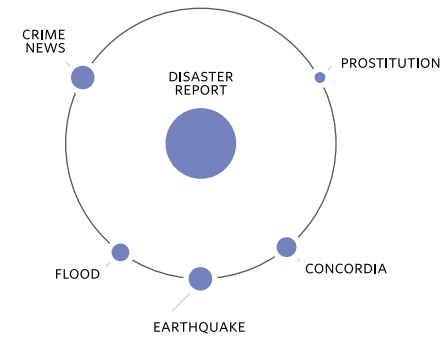 CRIME
NEWS
PROSTITUTION
DISASTER
REPORT
CONCORDIA
FLOOD
EARTHQUAKE